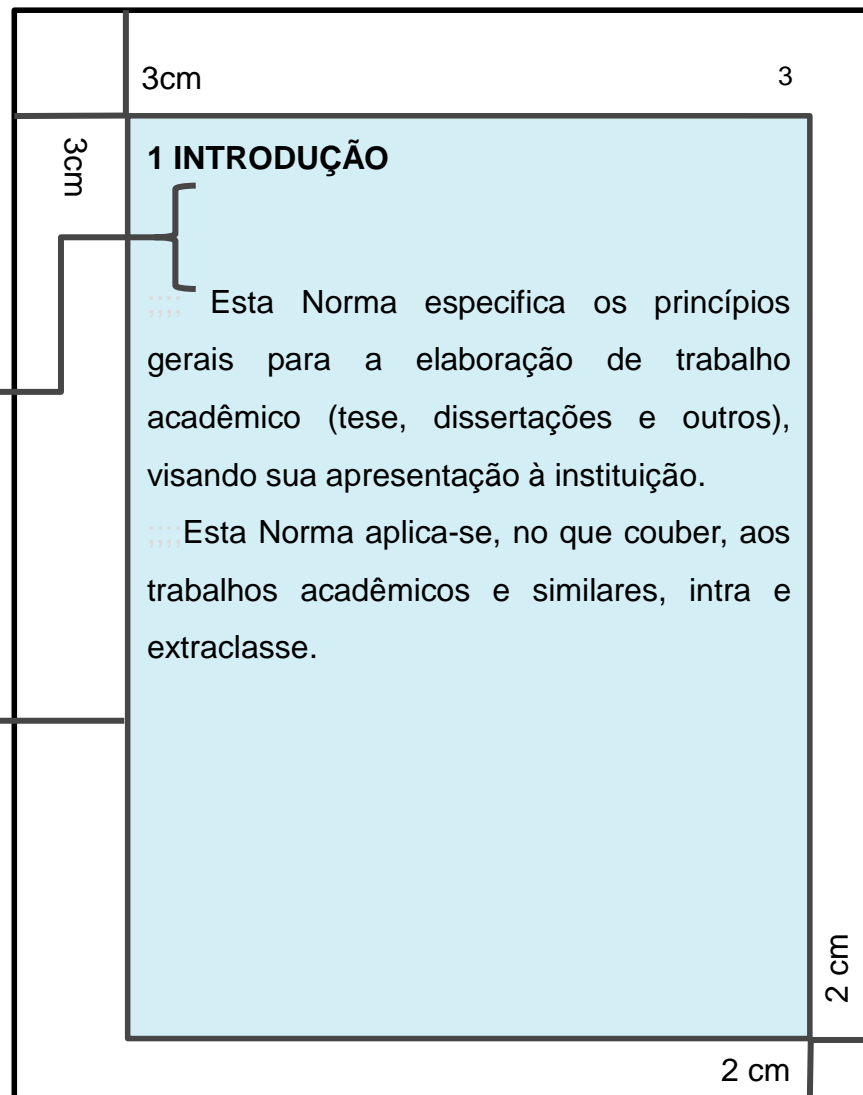 3cm
3
3cm
1 INTRODUÇÃO
;;;; Esta Norma especifica os princípios
gerais para a elaboração de trabalho
acadêmico (tese, dissertações e outros),
visando sua apresentação à instituição.
;;;;Esta Norma aplica-se, no que couber, aos
trabalhos acadêmicos e similares, intra e
extraclasse.
2 cm
2 cm